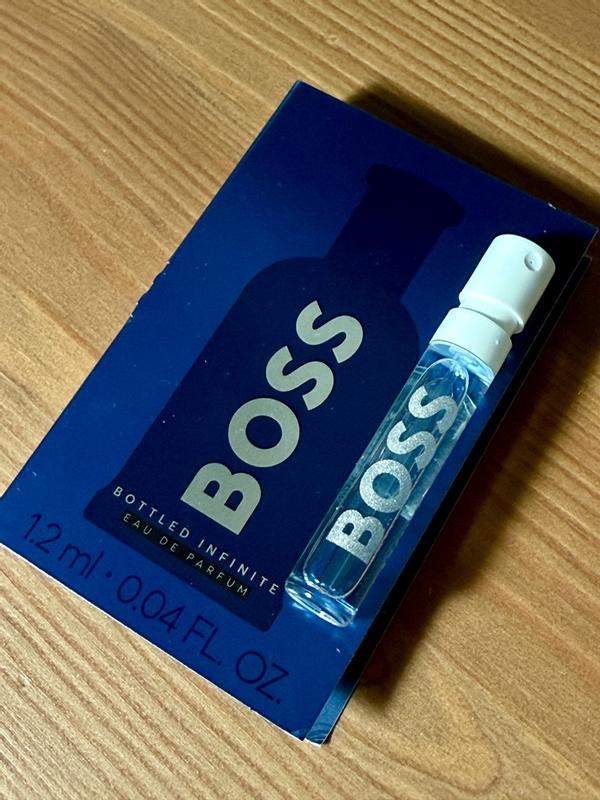 BOSS
BOTTLED INFINITE
EAU DE PARFUM
1.2 ml • 0.04 FL. OZ.
BOSS